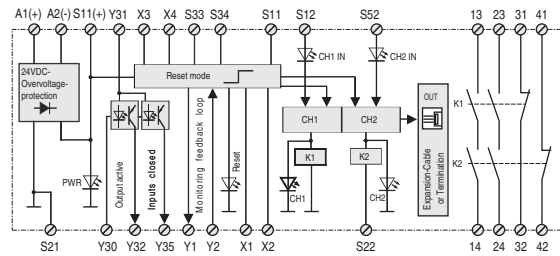 A1(+) A2(-) S11(+) Y31 X3 X4 S33 S34 S11 S12 S52 13 23 31 41
24VDC-
Overvoltage-
protection
Reset mode
CH1 IN
CH2 IN
OUT
K1
CH1
CH2
K1
K2
K2
PWR
Output active
Inputs closed
Monitoring feedback loop
Reset
CH1
CH2
Expansion-Cable
or Termination
S21 Y30 Y32 Y35 Y1 Y2 X1 X2 S22 14 24 32 42